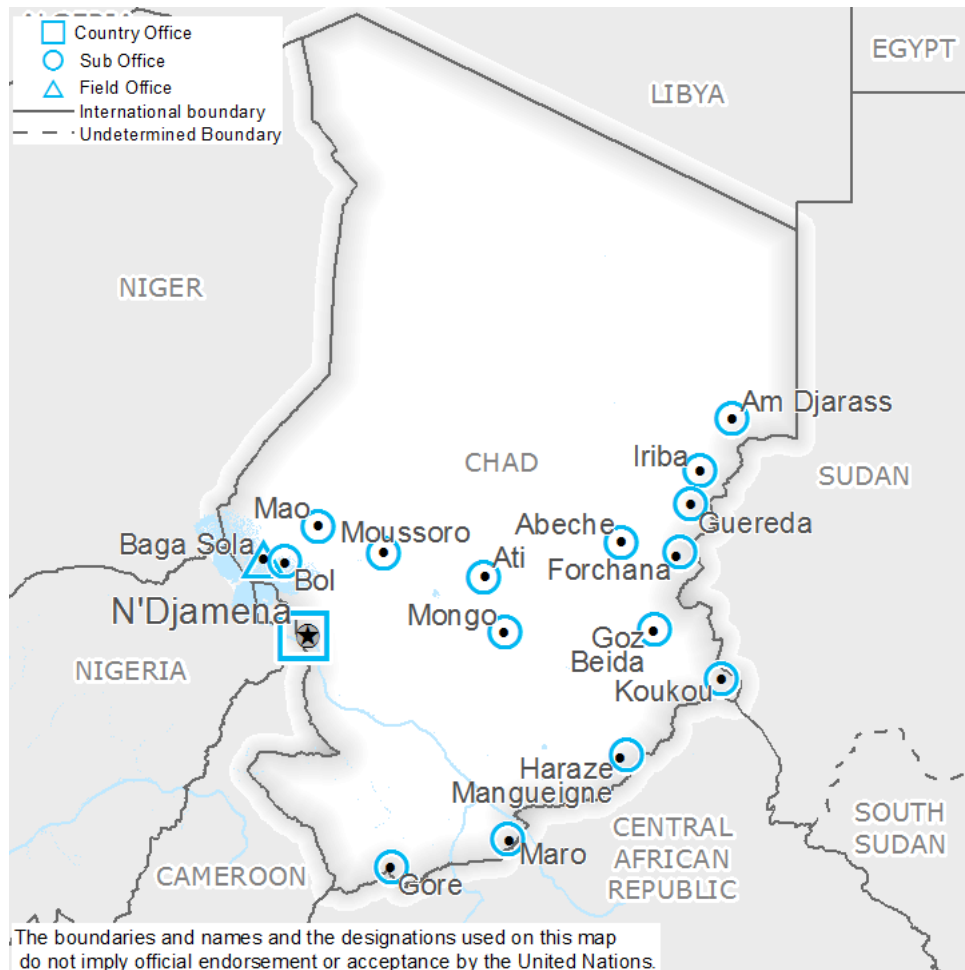 ALGERIA
Country Office
Sub Office
Field Office
International boundary
Undetermined Boundary
EGYPT
LIBYA
NIGER
Am Djarass
CHAD
Iriba
SUDAN
Mao
Moussoro
Abeche
Guereda
Baga Sola
Bol
Ati
Forchana
N'Djamena
Mongo
Goz
Beida
NIGERIA
Koukou
Haraze
Mangueigne
CENTRAL
AFRICAN
REPUBLIC
SOUTH
SUDAN
Maro
CAMEROON
Gore
The boundaries and names and the designations used on this map
do not imply official endorsement or acceptance by the United Nations.